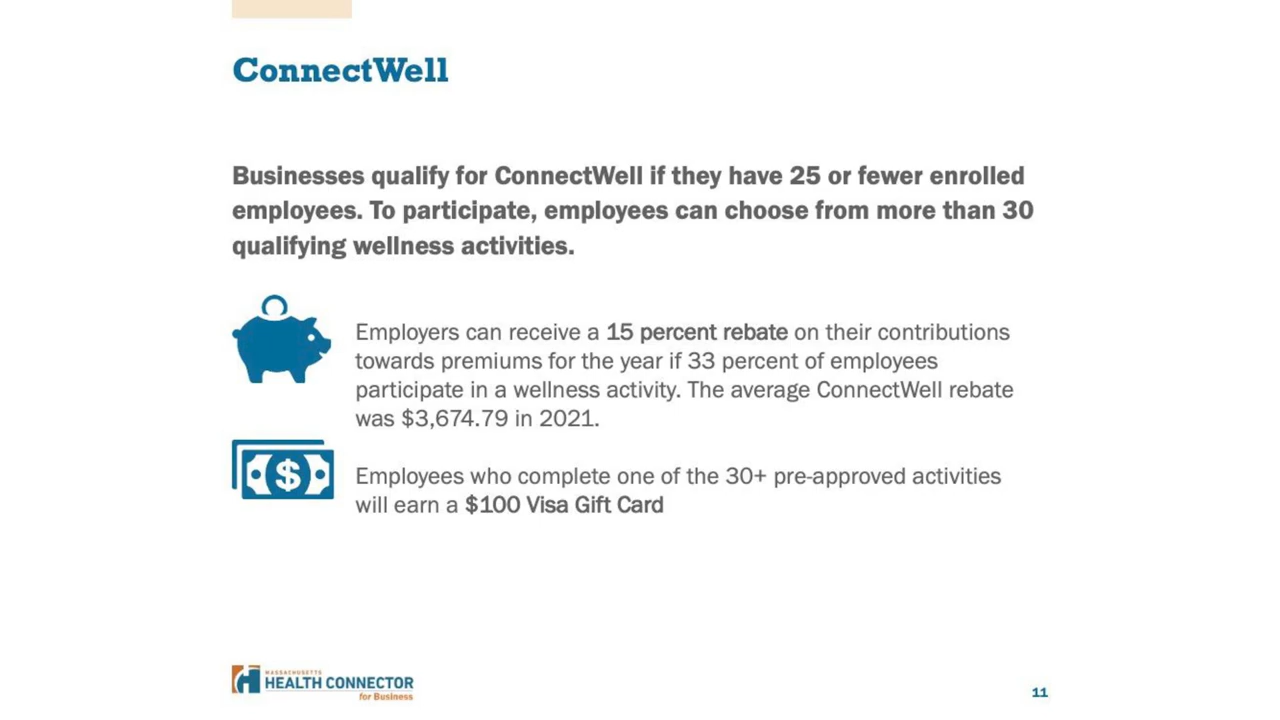 ConnectWell
Businesses qualify for ConnectWell if they have 25 or fewer enrolled
employees. To participate, employees can choose from more than 30
qualifying wellness activities.
Employers can receive a 15 percent rebate on their contributions
towards premiums for the year if 33 percent of employees
participate in a wellness activity. The average ConnectWell rebate
was $3,674.79 in 2021.
$
Employees who complete one of the 30+ pre-approved activities
will earn a $100 Visa Gift Card
MASSACHUSETTS
HEALTH CONNECTOR
for Business
11